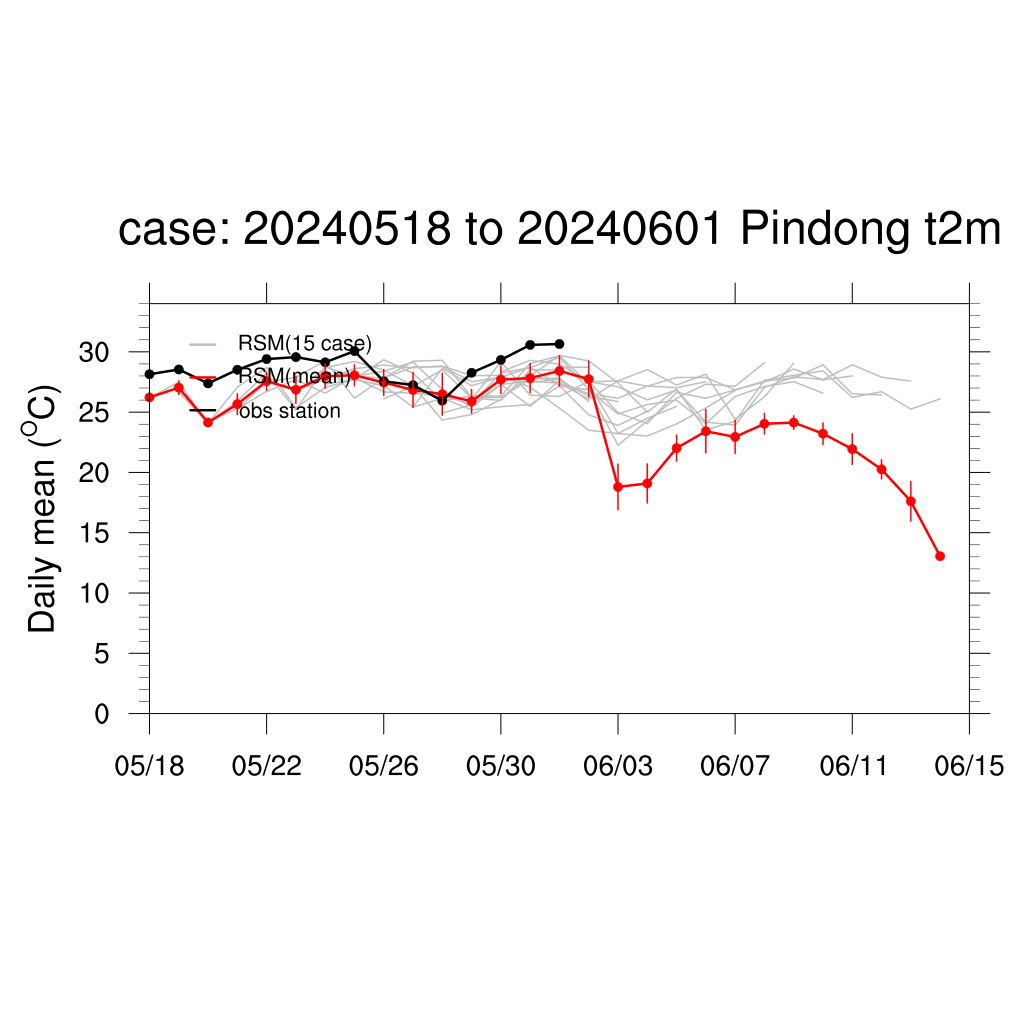 case: 20240518 to 20240601 Pindong t2m
RSM(15 case)
RSM(mean)
obs station
Daily mean (°C)
30
25
20
15
10
5
0
05/18 05/22 05/26 05/30 06/03 06/07 06/11 06/15